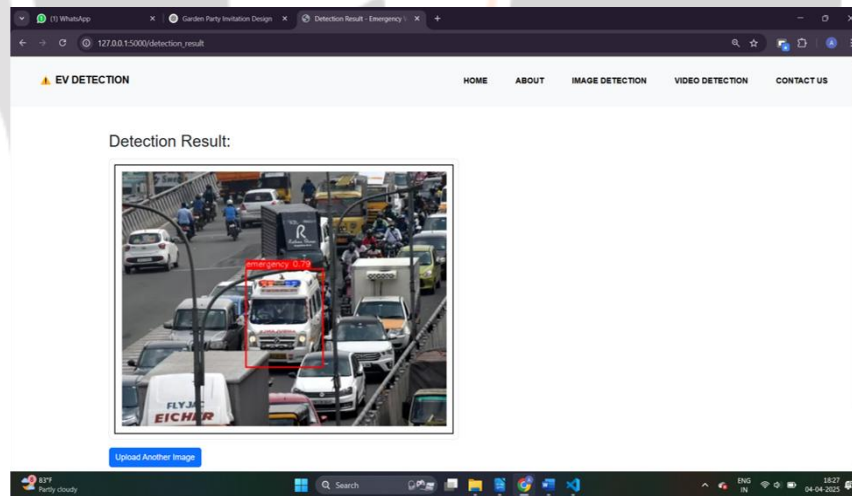 (1) WhatsApp
Garden Party Invitation Design
Detection Result - Emergency V
127.0.0.1:5000/detection_result
EV DETECTION
HOME
ABOUT
IMAGE DETECTION
VIDEO DETECTION
CONTACT US
Detection Result:
R
emergency 0.79
FLYJAC
EICHER
Upload Another Image
83°F
Partly cloudy
Search
ENG
IN
18:27
04-04-2025